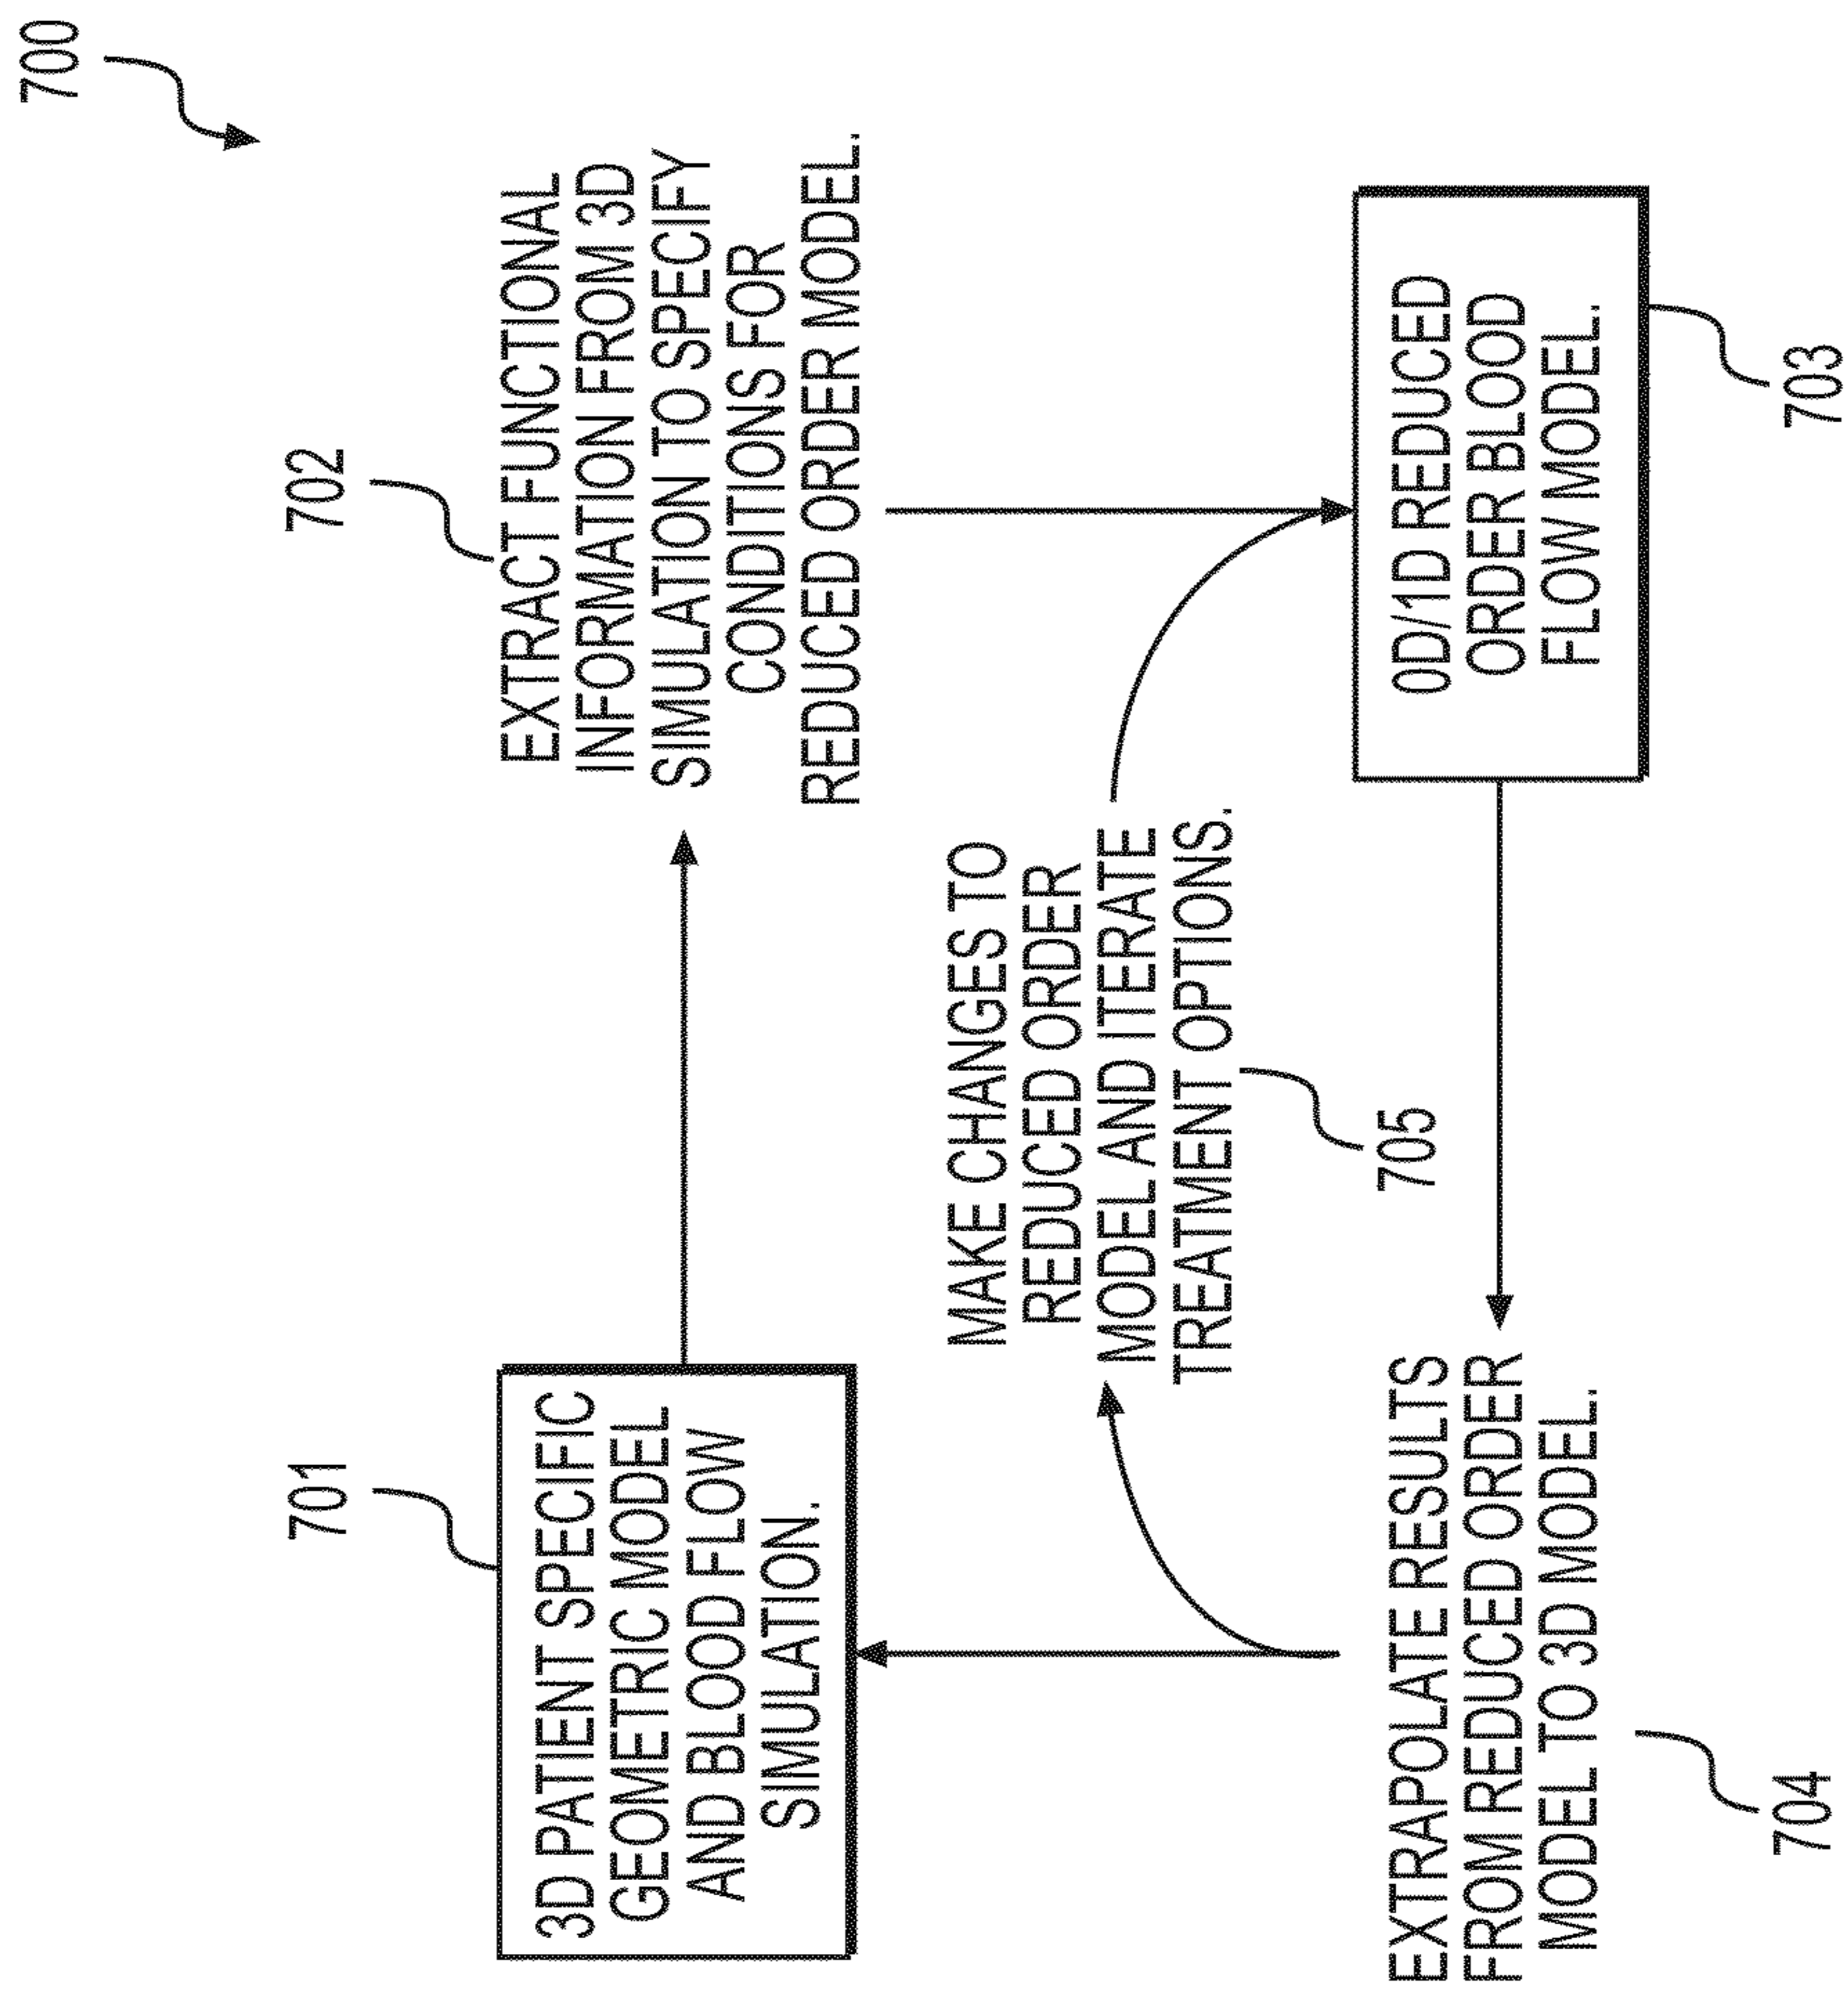 700
701
3D PATIENT SPECIFIC
GEOMETRIC MODEL
AND BLOOD FLOW
SIMULATION.
702
EXTRACT FUNCTIONAL
INFORMATION FROM 3D
SIMULATION TO SPECIFY
CONDITIONS FOR
REDUCED ORDER MODEL.
MAKE CHANGES TO
REDUCED ORDER
MODEL AND ITERATE
TREATMENT OPTIONS.
705
EXTRAPOLATE RESULTS
FROM REDUCED ORDER
MODEL TO 3D MODEL.
704
0D/1D REDUCED
ORDER BLOOD
FLOW MODEL.
703